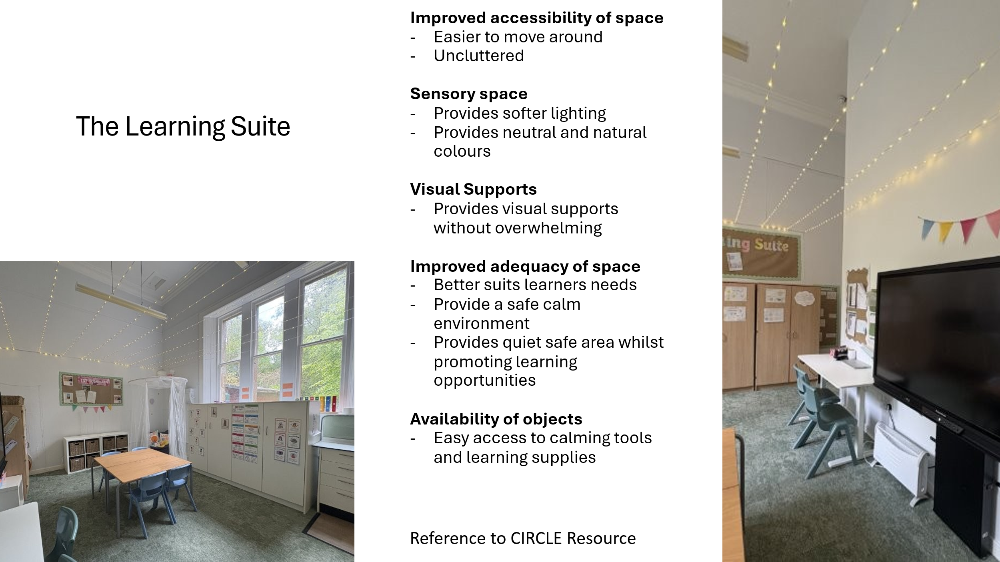 The Learning Suite
Improved accessibility of space
- Easier to move around
- Uncluttered
Sensory space
- Provides softer lighting
- Provides neutral and natural
colours
Visual Supports
- Provides visual supports
without overwhelming
Improved adequacy of space
- Better suits learners needs
- Provide a safe calm
environment
- Provides quiet safe area whilst
promoting learning
opportunities
Availability of objects
- Easy access to calming tools
and learning supplies
Reference to CIRCLE Resource
ing Suite